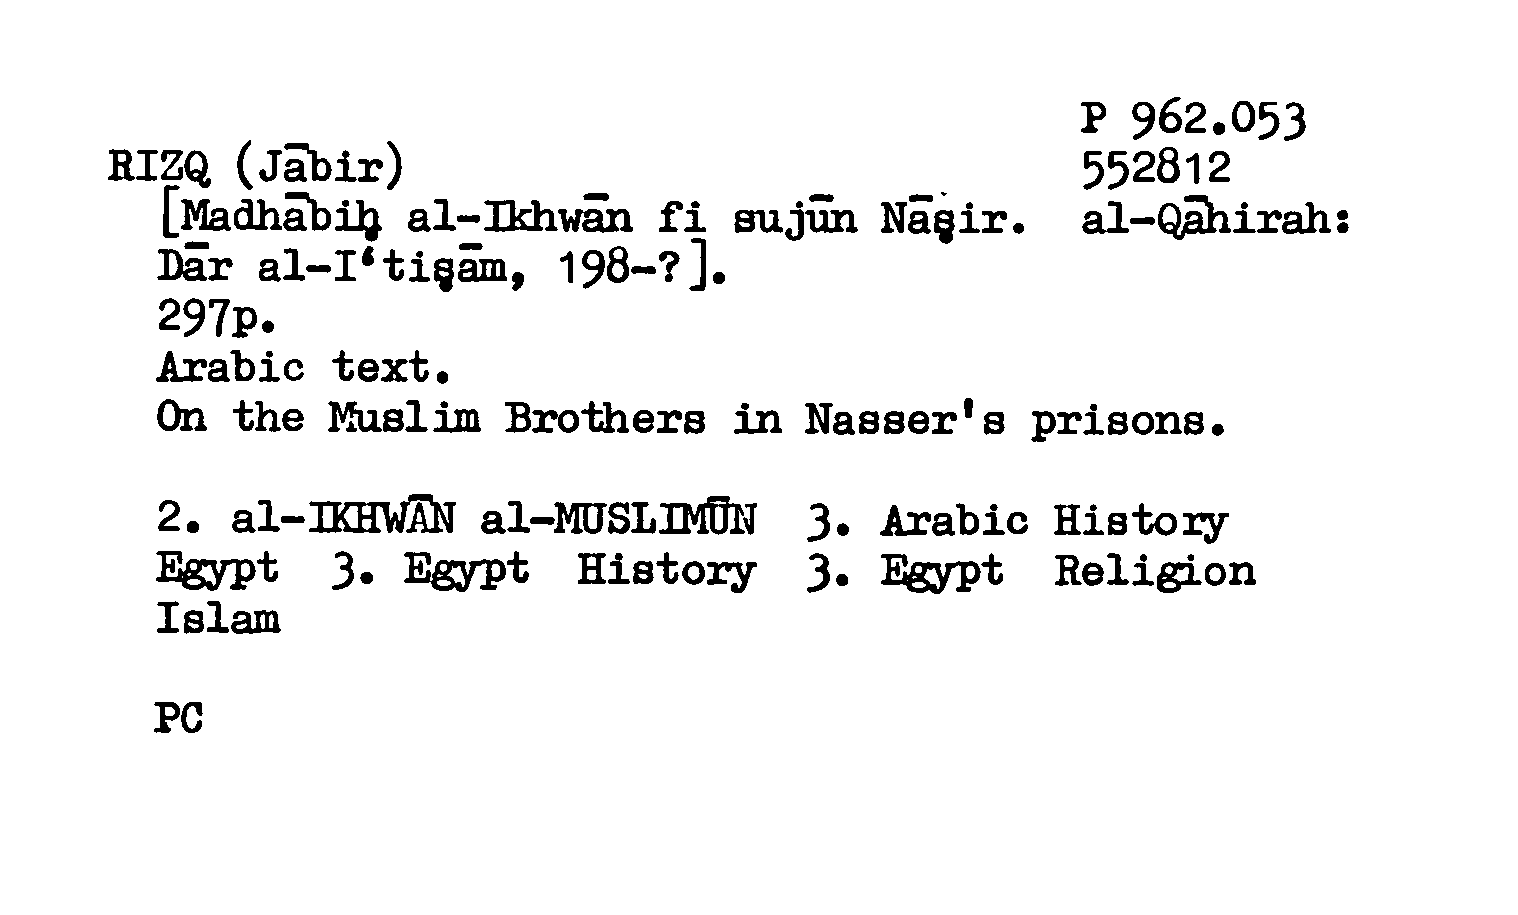 P 962.053
RIZQ (Jābir) 552812
[Madhābiḥ al-Ikhwān fi sujūn Nāṣir. al-Qāhirah:
Dār al-I‘tiṣām, 198-?].
297p.
Arabic text.
On the Muslim Brothers in Nasser's prisons.
2. al-IKHWĀN al-MUSLIMŪN 3. Arabic History
Egypt 3. Egypt History 3. Egypt Religion
Islam
PC